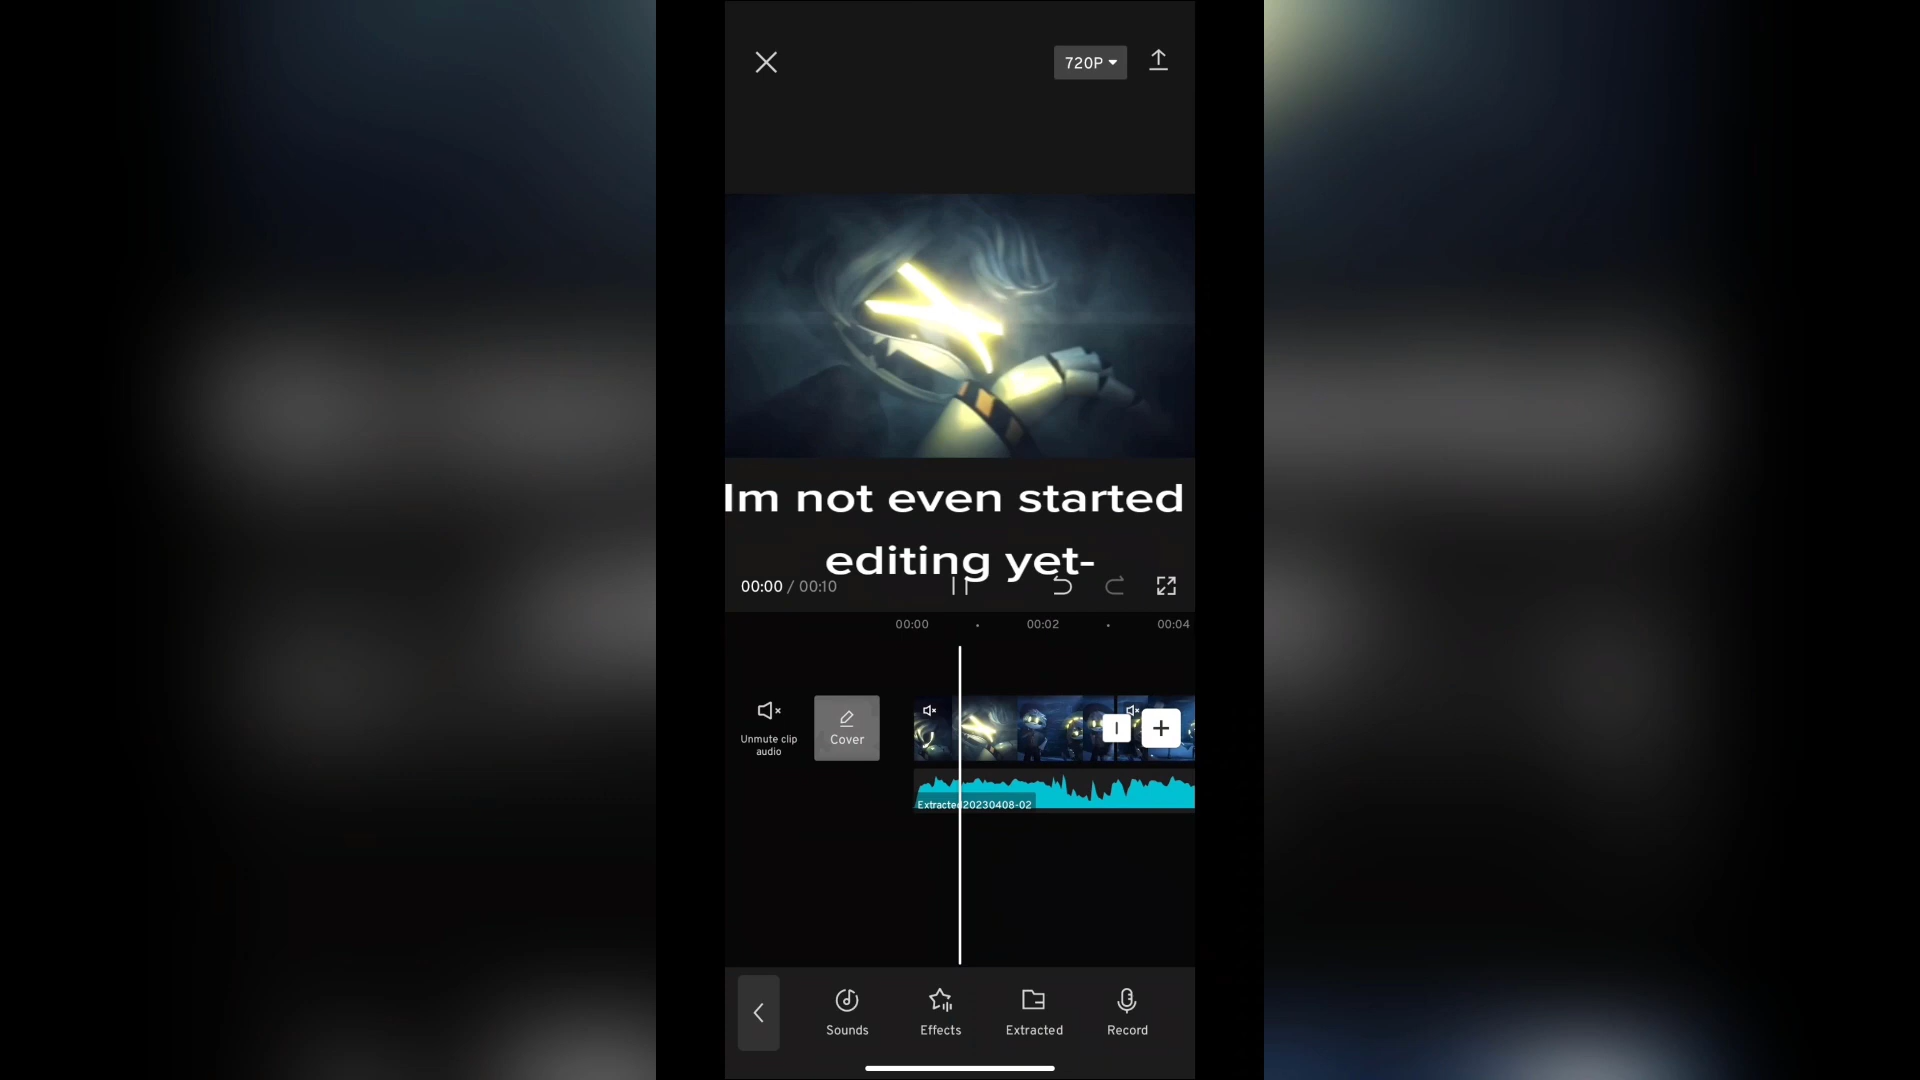 720P
Im not even started
editing yet-
00:00 / 00:10
00:00 00:02 00:04
Unmute clip
audio
Cover
Extracted20230408-02
Sounds Effects Extracted Record